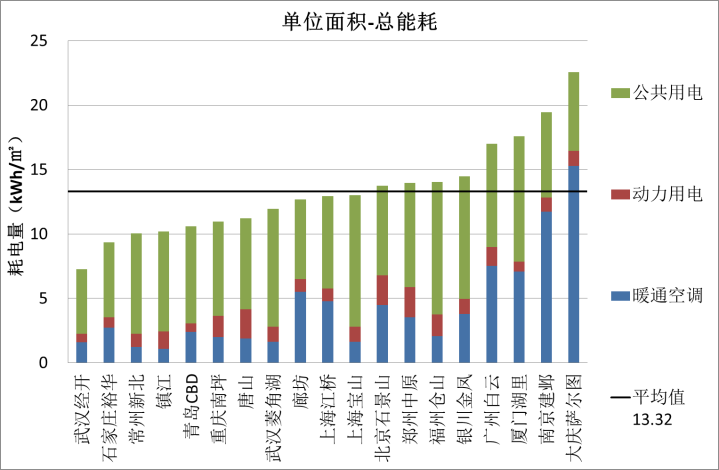 单位面积-总能耗
耗电量（kWh/㎡）
25
20
15
10
5
0
武汉经开
石家庄裕华
常州新北
镇江
青岛CBD
重庆南坪
唐山
武汉菱角湖
廊坊
上海江桥
上海宝山
北京石景山
郑州中原
福州仓山
银川金凤
广州白云
厦门湖里
南京建邺
大庆萨尔图
公共用电
动力用电
暖通空调
平均值
13.32